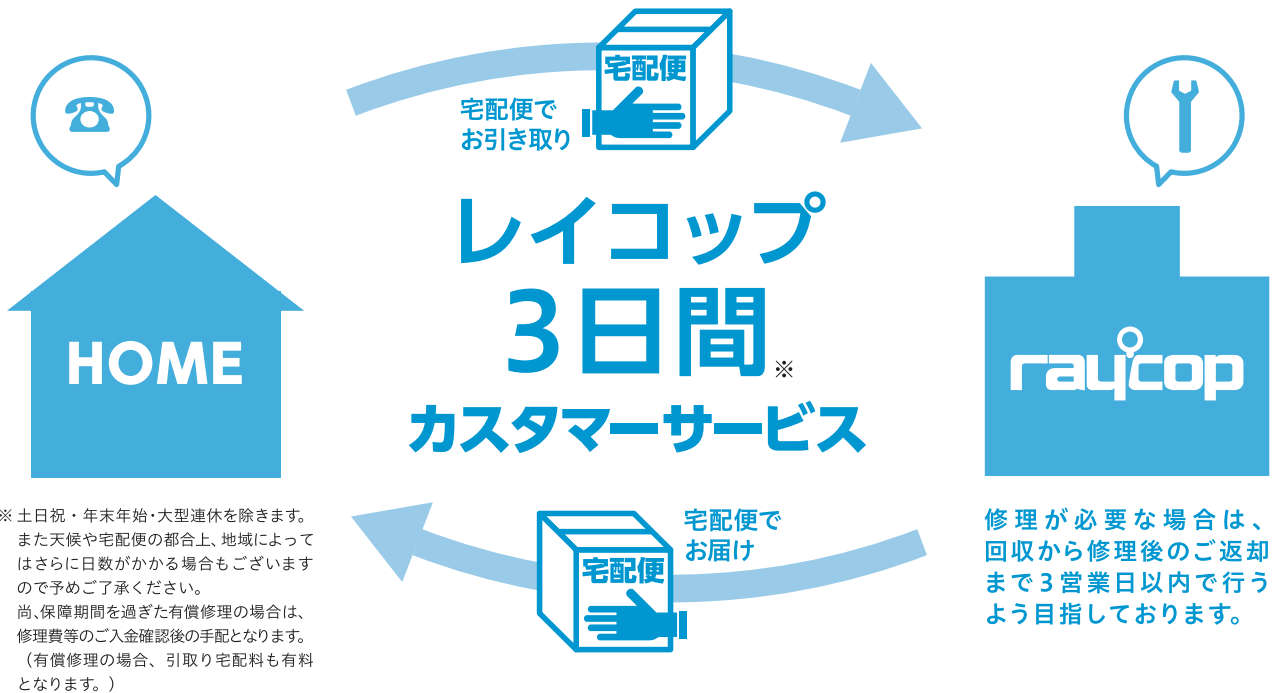 宅配便
宅配便で
お引き取り
レイコップ
3日間※
カスタマーサービス
HOME
raycop
宅配便で
お届け
宅配便
※ 土日祝・年末年始・大型連休を除きます。
また天候や宅配便の都合上、地域によって
はさらに日数がかかる場合もございます
ので予めご了承ください。
尚、保障期間を過ぎた有償修理の場合は、
修理費等のご入金確認後の手配となります。
（有償修理の場合、引取り宅配料も有料
となります。）
修理が必要な場合は、
回収から修理後のご返却
まで3営業日以内で行う
よう目指しております。